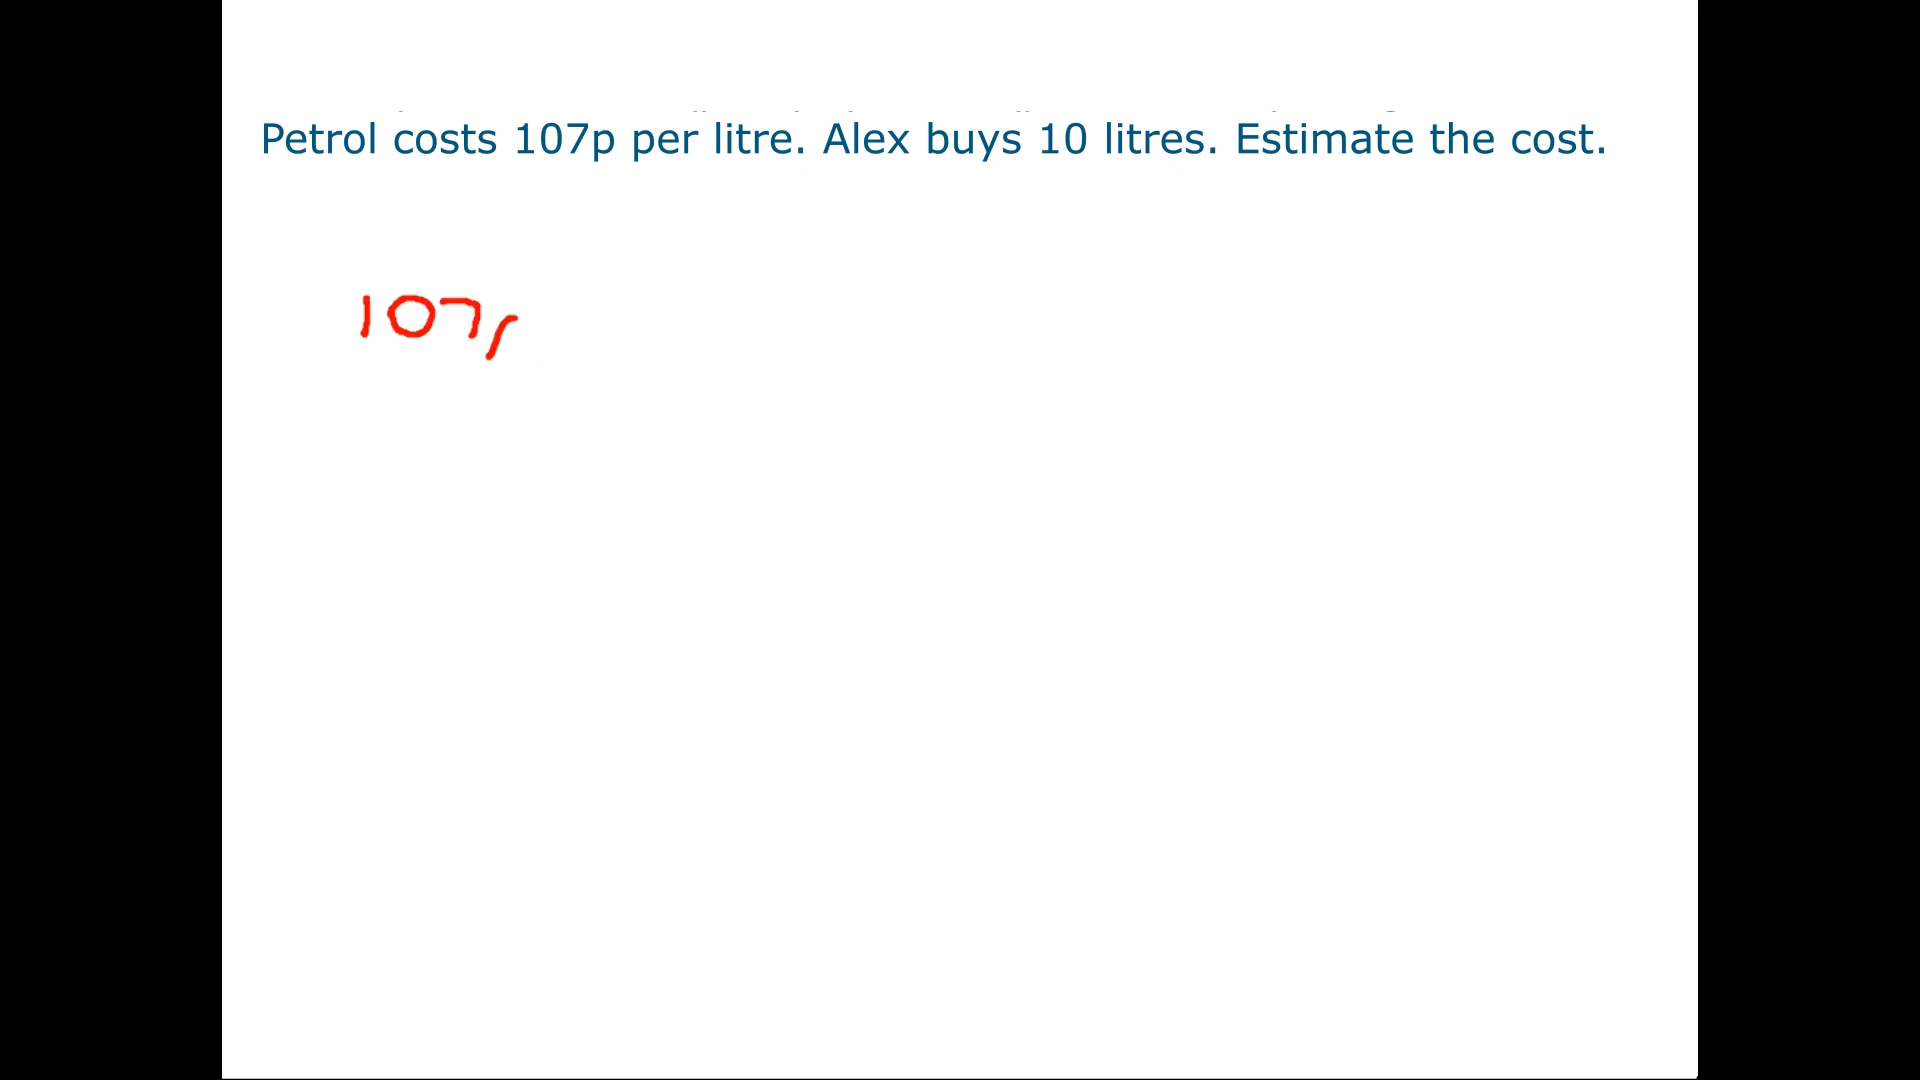 Petrol costs 107p per litre. Alex buys 10 litres. Estimate the cost.
107